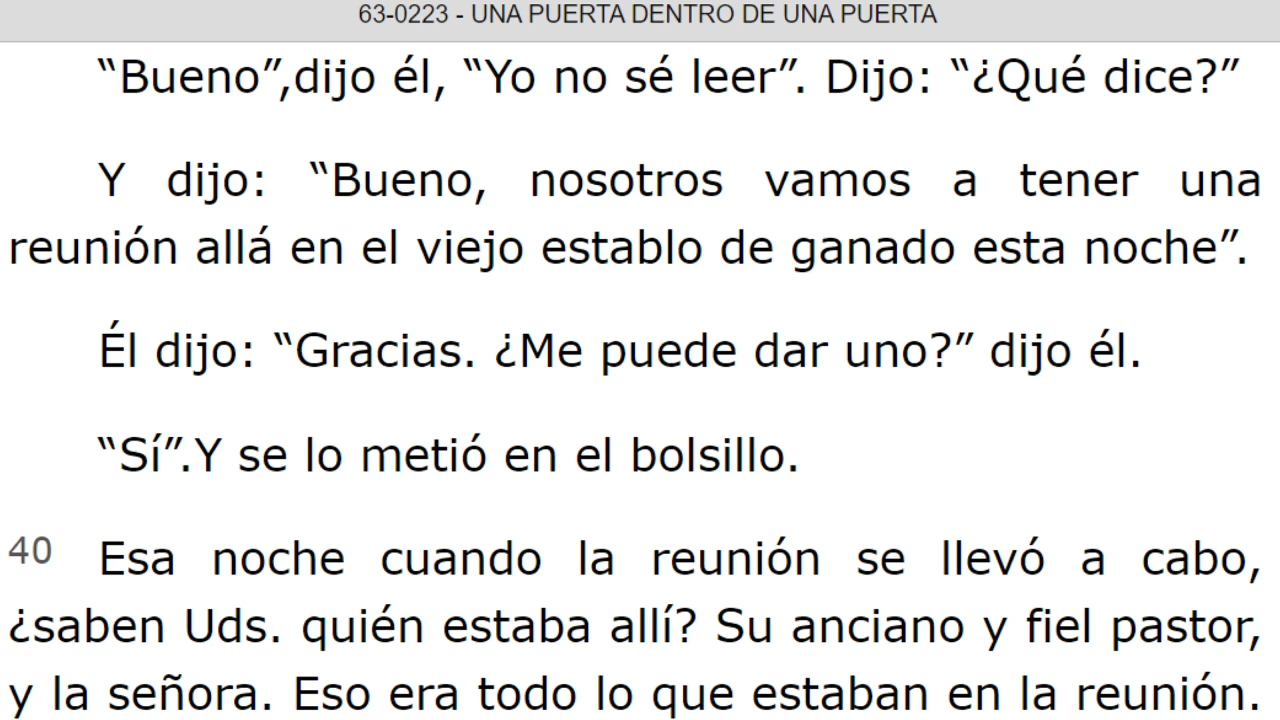 63-0223 - UNA PUERTA DENTRO DE UNA PUERTA
“Bueno”,dijo él, “Yo no sé leer”. Dijo: “¿Qué dice?”
Y dijo: “Bueno, nosotros vamos a tener una
reunión allá en el viejo establo de ganado esta noche”.
Él dijo: “Gracias. ¿Me puede dar uno?” dijo él.
“Sí”.Y se lo metió en el bolsillo.
40 Esa noche cuando la reunión se llevó a cabo,
¿saben Uds. quién estaba allí? Su anciano y fiel pastor,
y la señora. Eso era todo lo que estaban en la reunión.